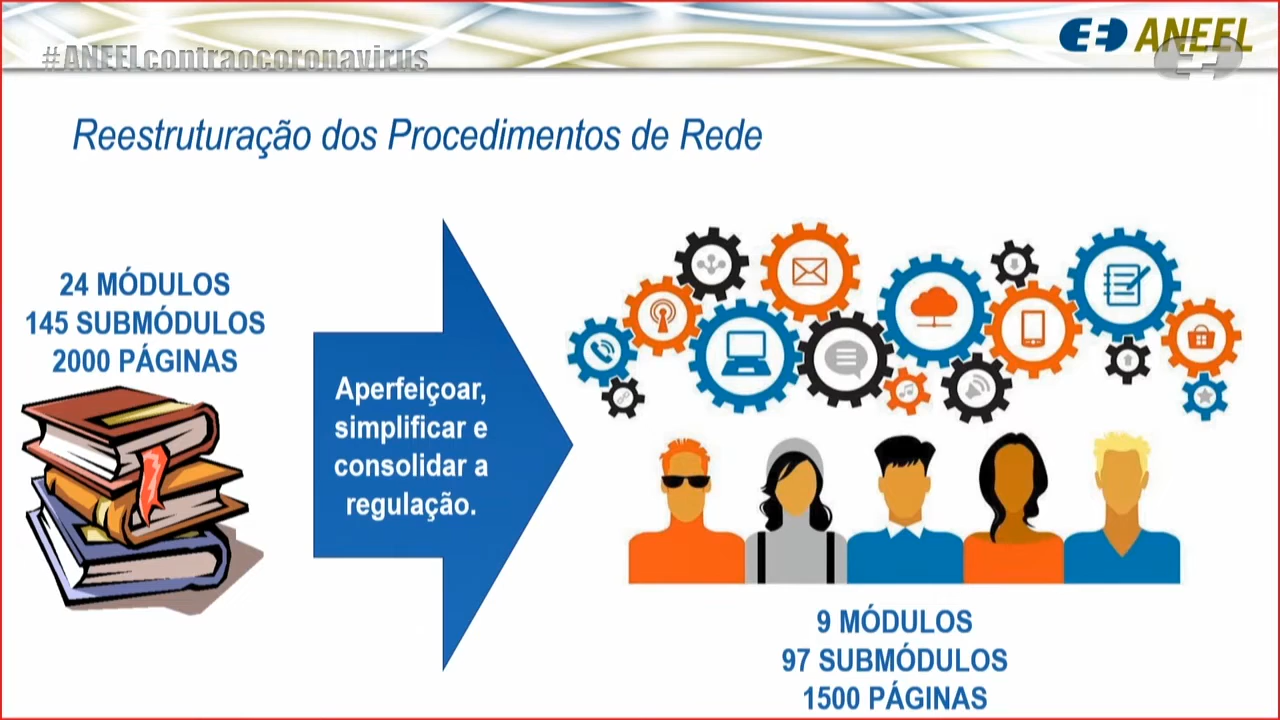 #ANEELcontraocoronavirus
ANEEL
Reestruturação dos Procedimentos de Rede
24 MÓDULOS
145 SUBMÓDULOS
2000 PÁGINAS
Aperfeiçoar,
simplificar e
consolidar a
regulação.
9 MÓDULOS
97 SUBMÓDULOS
1500 PÁGINAS